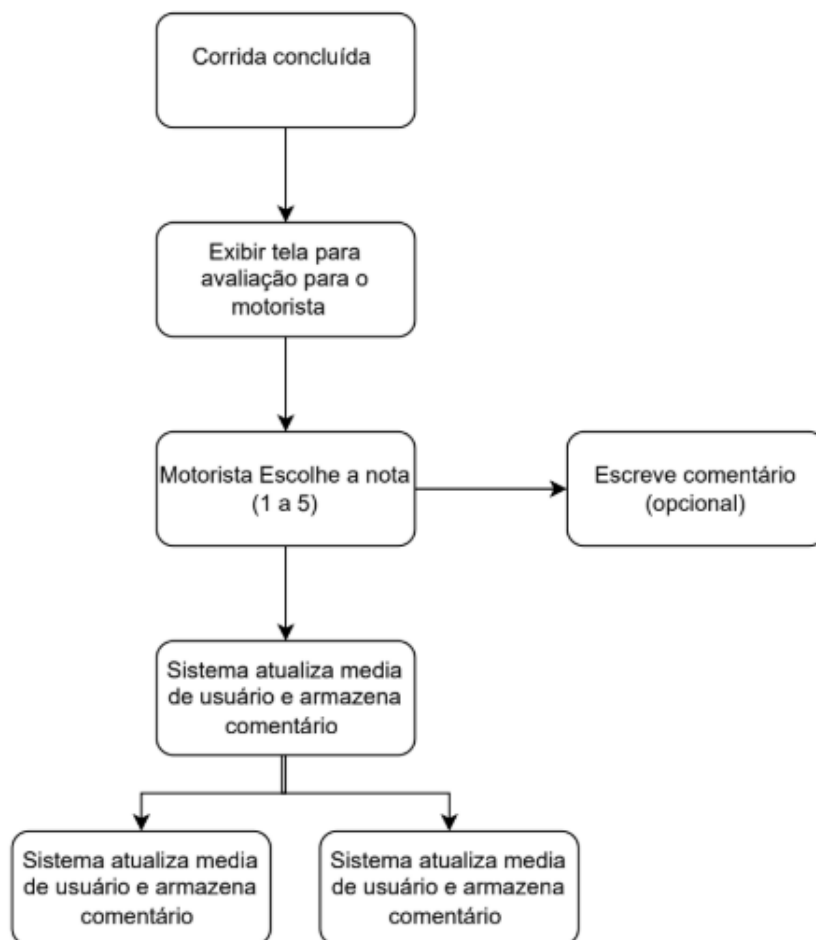 Corrida concluída
Exibir tela para
avaliação para o
motorista
Motorista Escolhe a nota
(1 a 5)
Escreve comentário
(opcional)
Sistema atualiza media
de usuário e armazena
comentário
Sistema atualiza media
de usuário e armazena
comentário
Sistema atualiza media
de usuário e armazena
comentário